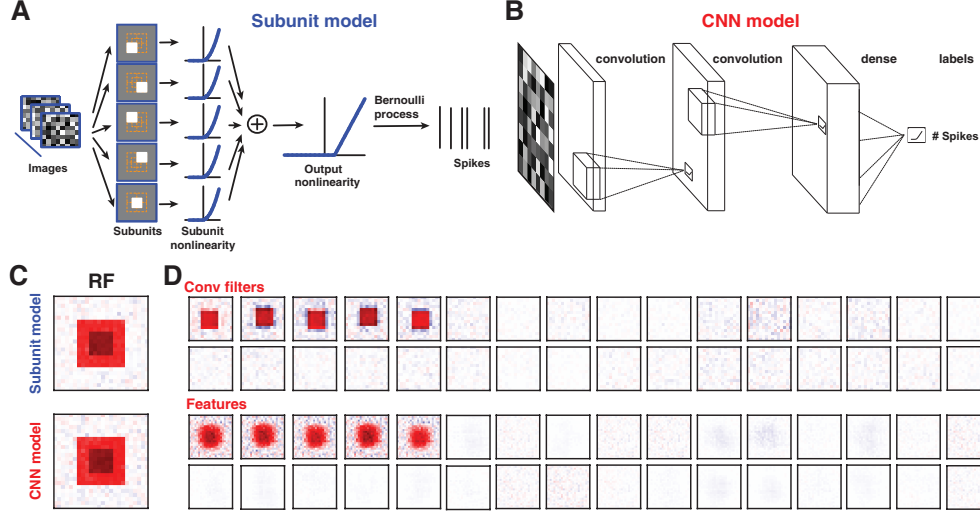 A
Subunit model
Images
Subunits
Subunit
nonlinearity
Output
nonlinearity
Bernoulli
process
Spikes
B
CNN model
convolution
convolution
dense
labels
# Spikes
C
RF
Subunit model
CNN model
D
Conv filters
Features